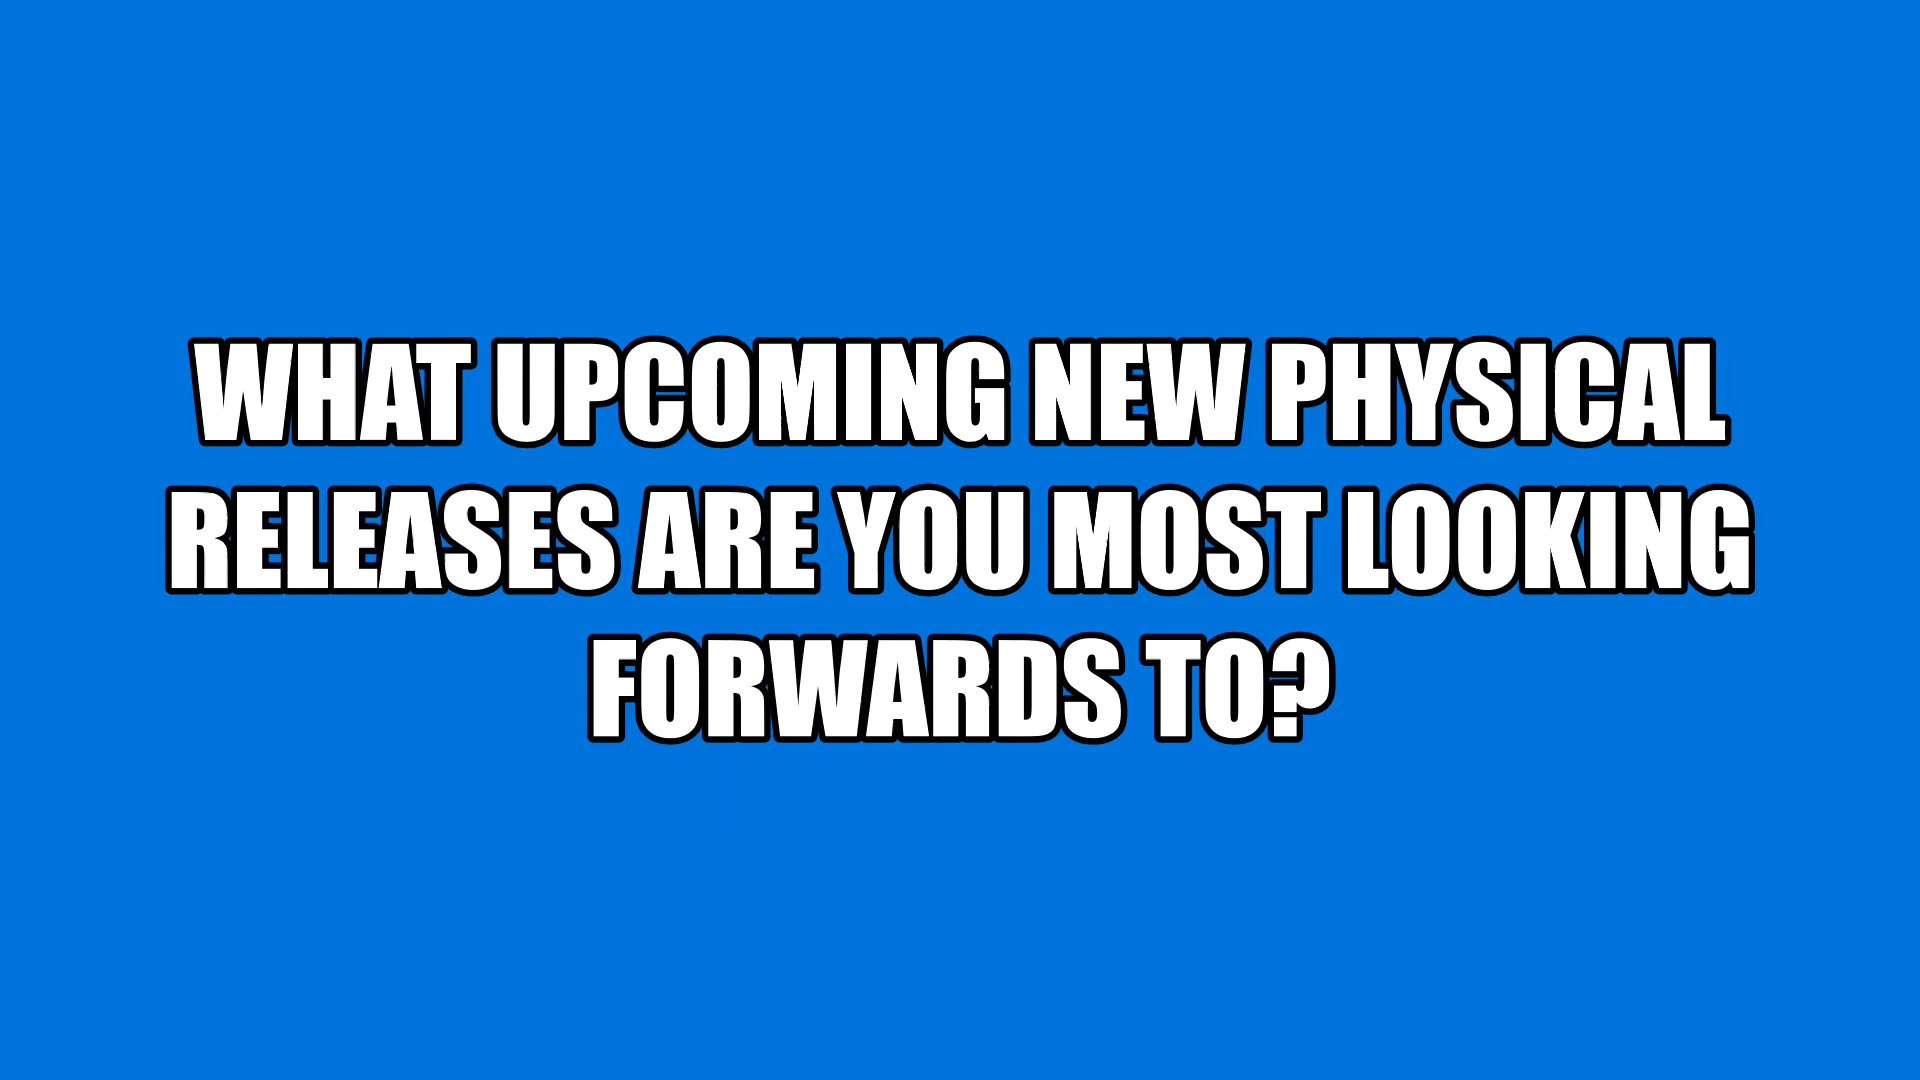 WHAT UPCOMING NEW PHYSICAL
RELEASES ARE YOU MOST LOOKING
FORWARDS TO?